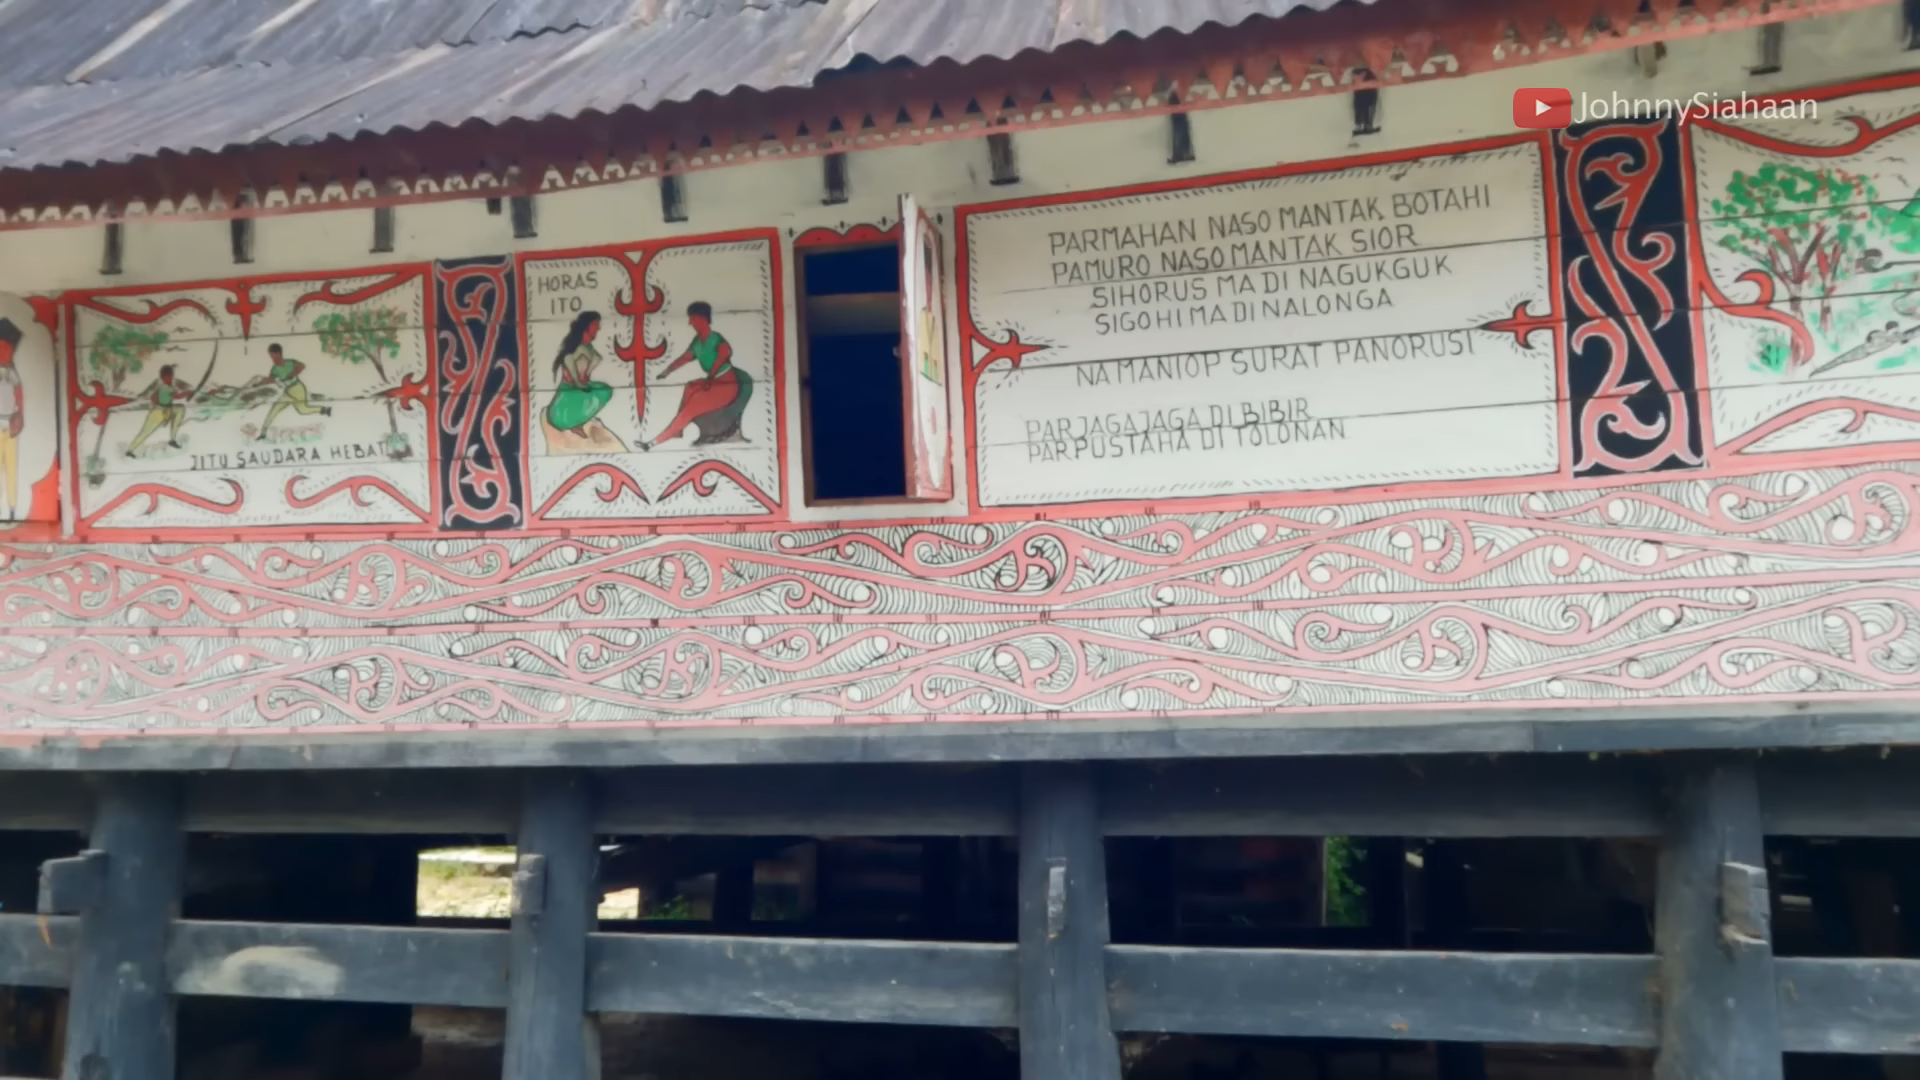 JohnnySiahaan
JITU SAUDARA HEBAT
HORAS
ITO
PARMAHAN NASO MANTAK BOTAHI
PAMURO NASO MANTAK SIOR
SIHORUS MA DI NAGUKGUK
SIGOHI MA DI NALONGA
NA MANIOP SURAT PANORUSI
PARJAGAJAGA DI BIBIR
PARPUSTAHA DI TOLONAN